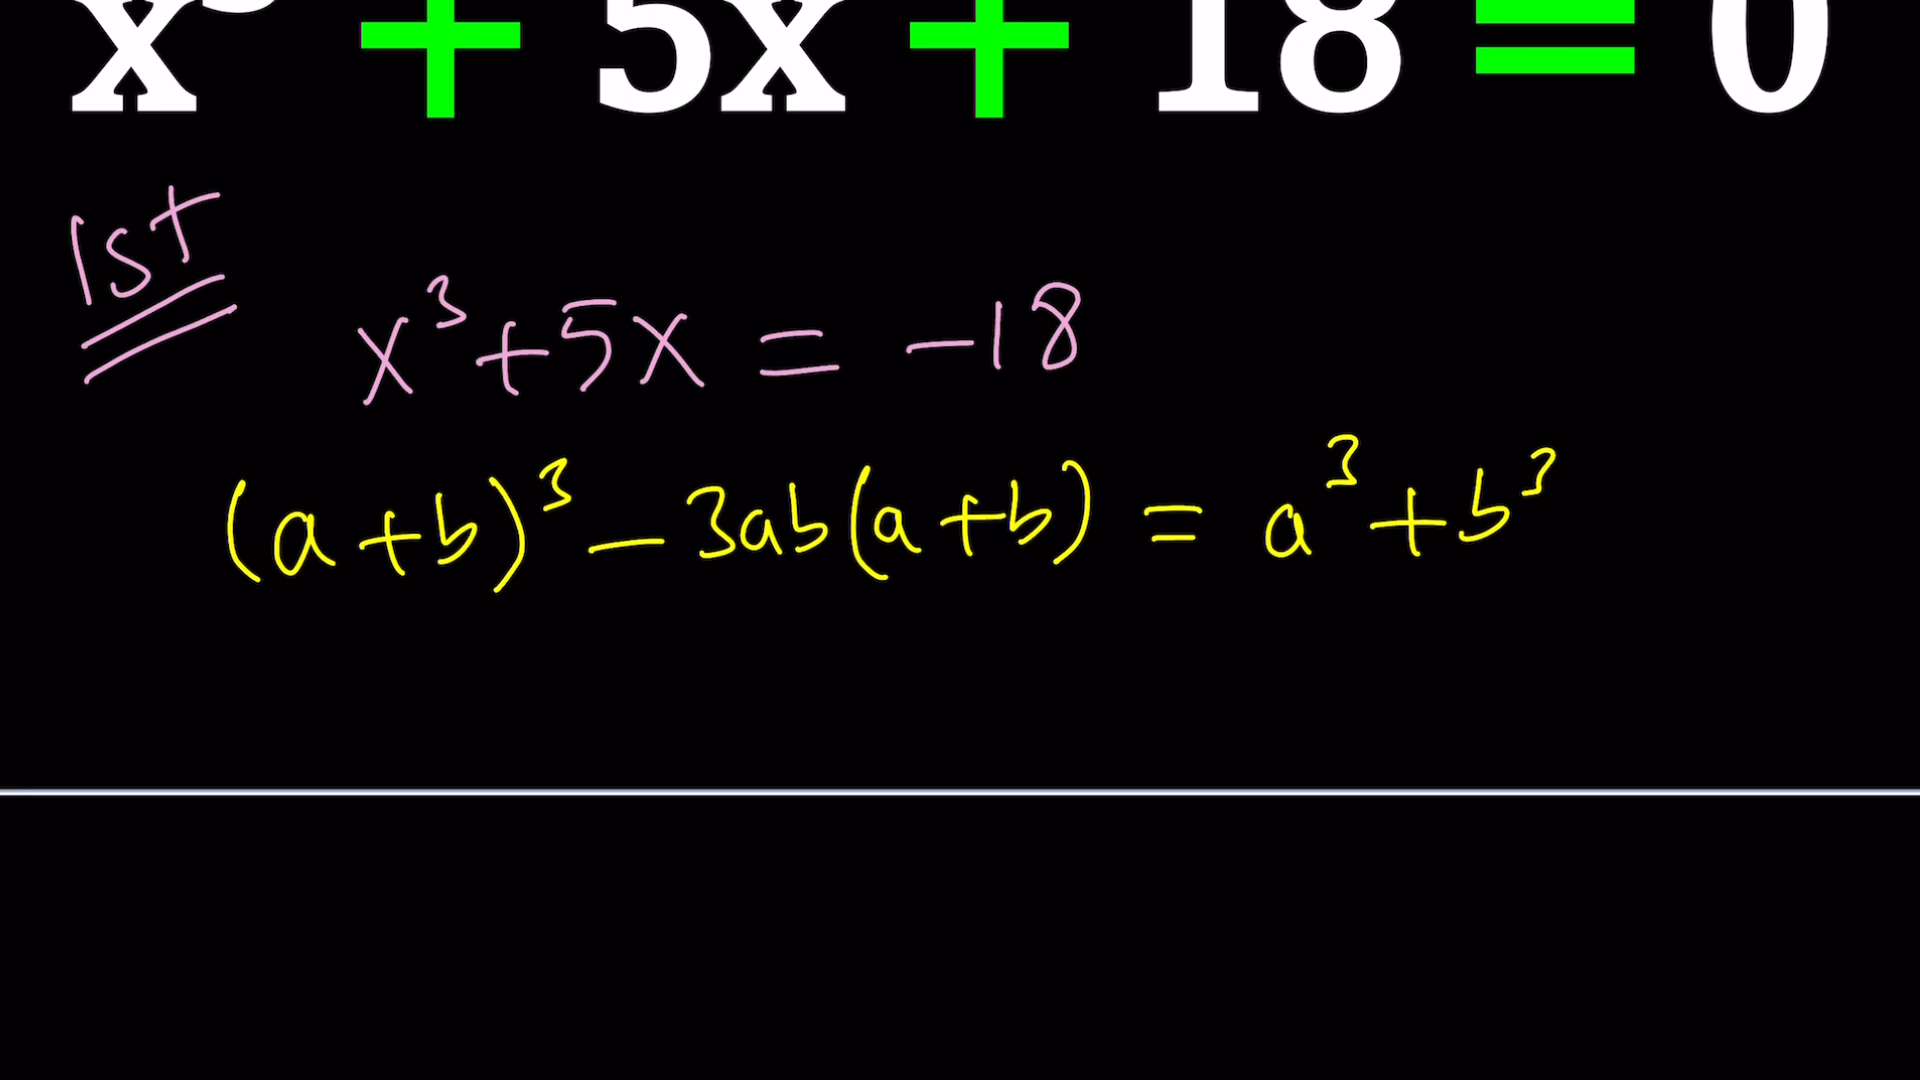 x³ + 5x + 18 = 0
1st
x³ + 5x = -18
(a+b)³ - 3ab(a+b) = a³ + b³